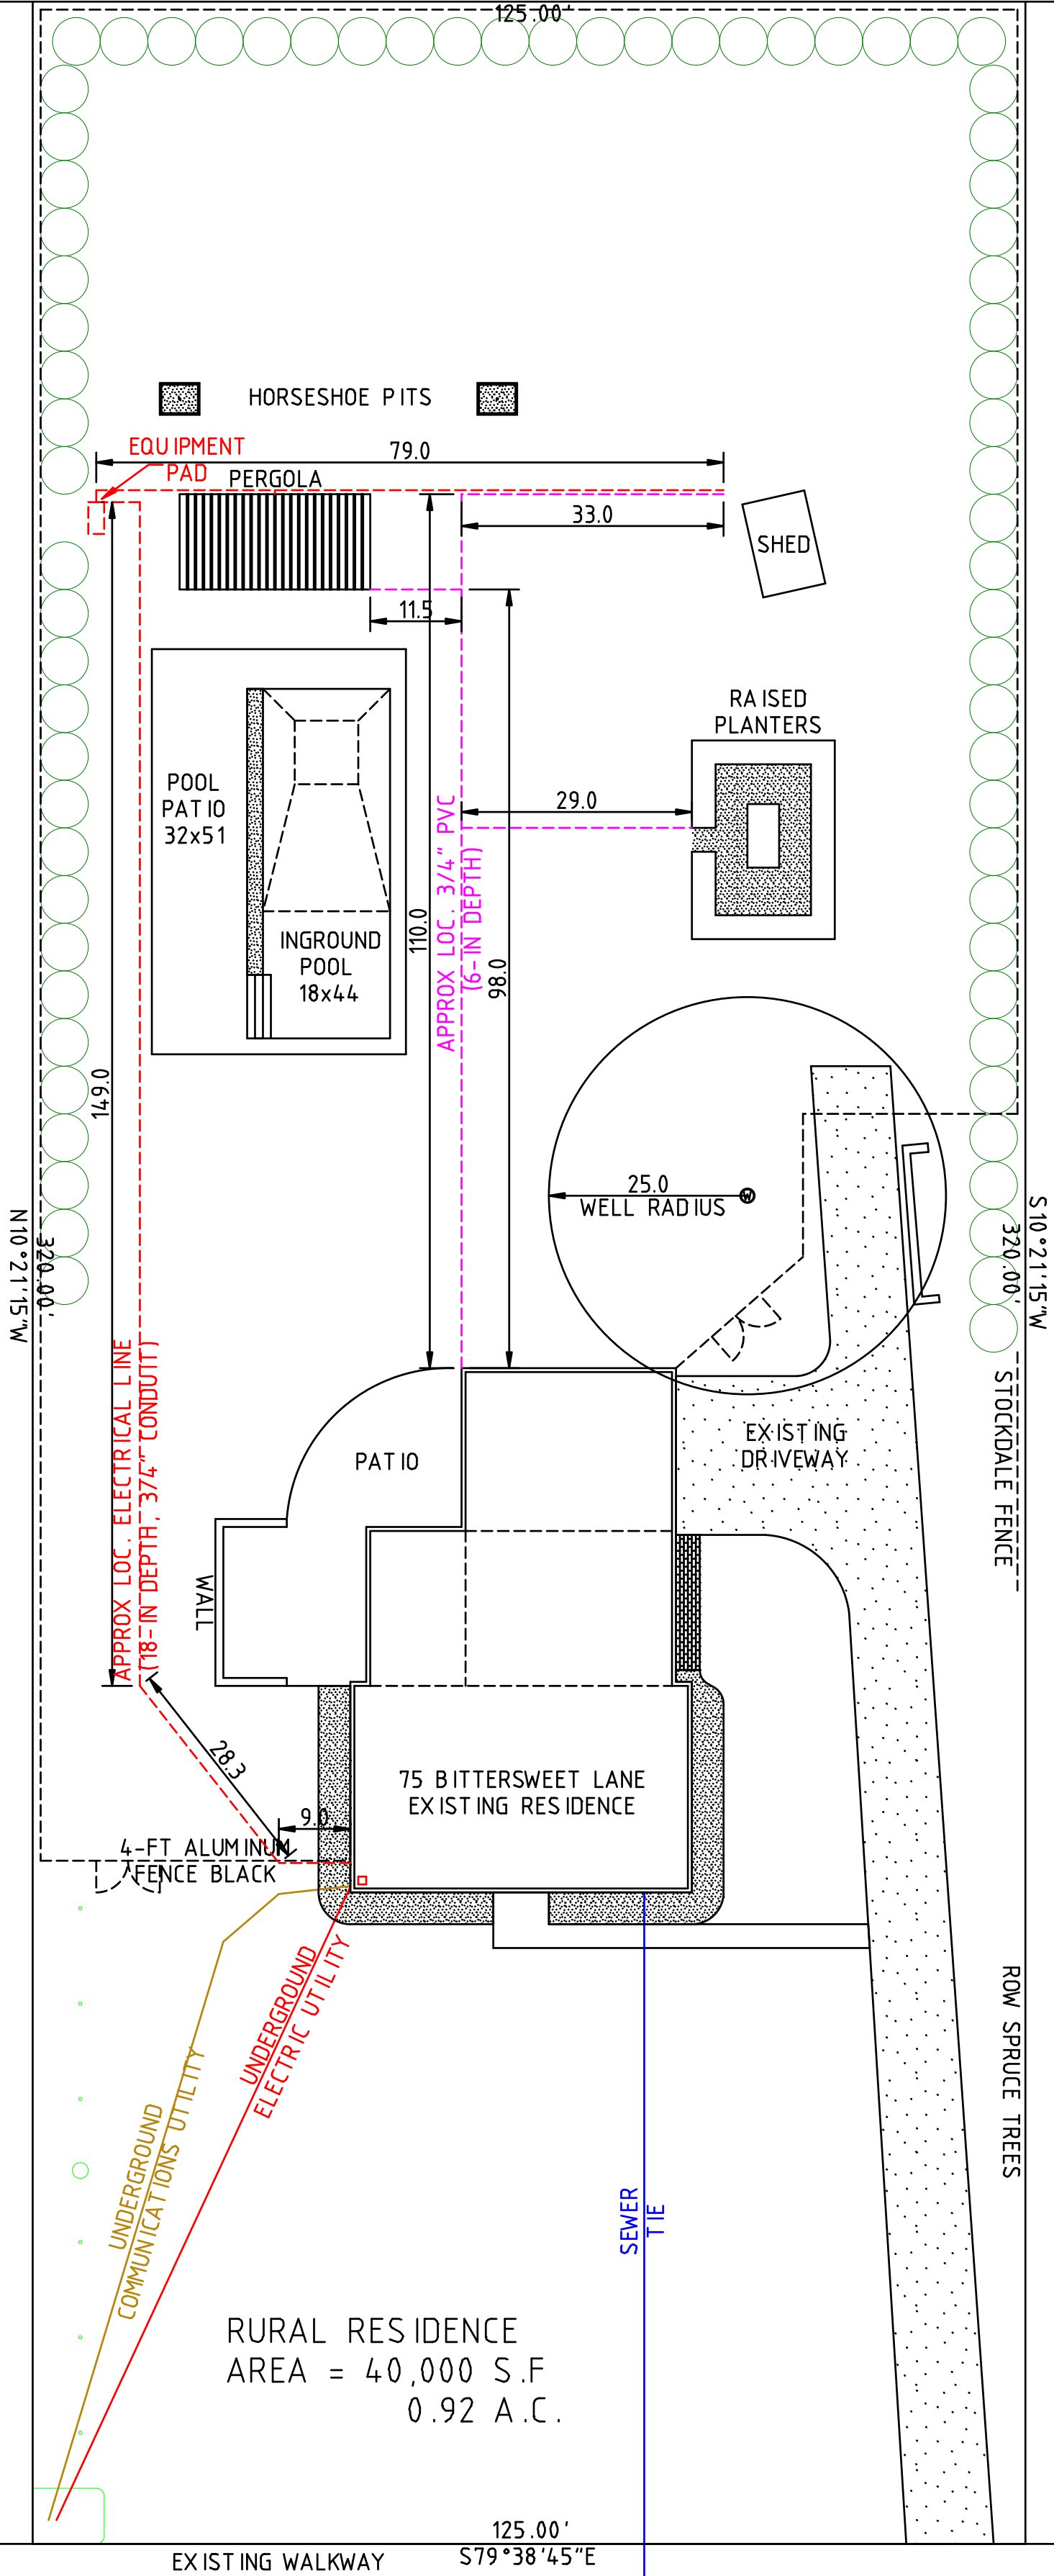 125.00'
HORSESHOE PITS
79.0
EQUIPMENT
PAD
PERGOLA
33.0
SHED
11.5
RAISED
PLANTERS
POOL
PATIO
32x51
29.0
APPROX LOC. 3/4" PVC
(6-IN DEPTH)
110.0
98.0
INGROUND
POOL
18x44
149.0
25.0
WELL RADIUS
W
N10°21'15"W
320.00'
S10°21'15"W
320.00'
APPROX LOC. ELECTRICAL LINE
(18-IN DEPTH, 3/4" CONDUIT)
PATIO
EXISTING
DRIVEWAY
STOCKDALE FENCE
WALL
28.3
9.0
75 BITTERSWEET LANE
EXISTING RESIDENCE
4-FT ALUMINUM
FENCE BLACK
UNDERGROUND
ELECTRIC UTILITY
UNDERGROUND
COMMUNICATIONS UTILITY
ROW SPRUCE TREES
SEWER
TIE
RURAL RESIDENCE
AREA = 40,000 S.F
0.92 A.C.
125.00'
S79°38'45"E
EXISTING WALKWAY